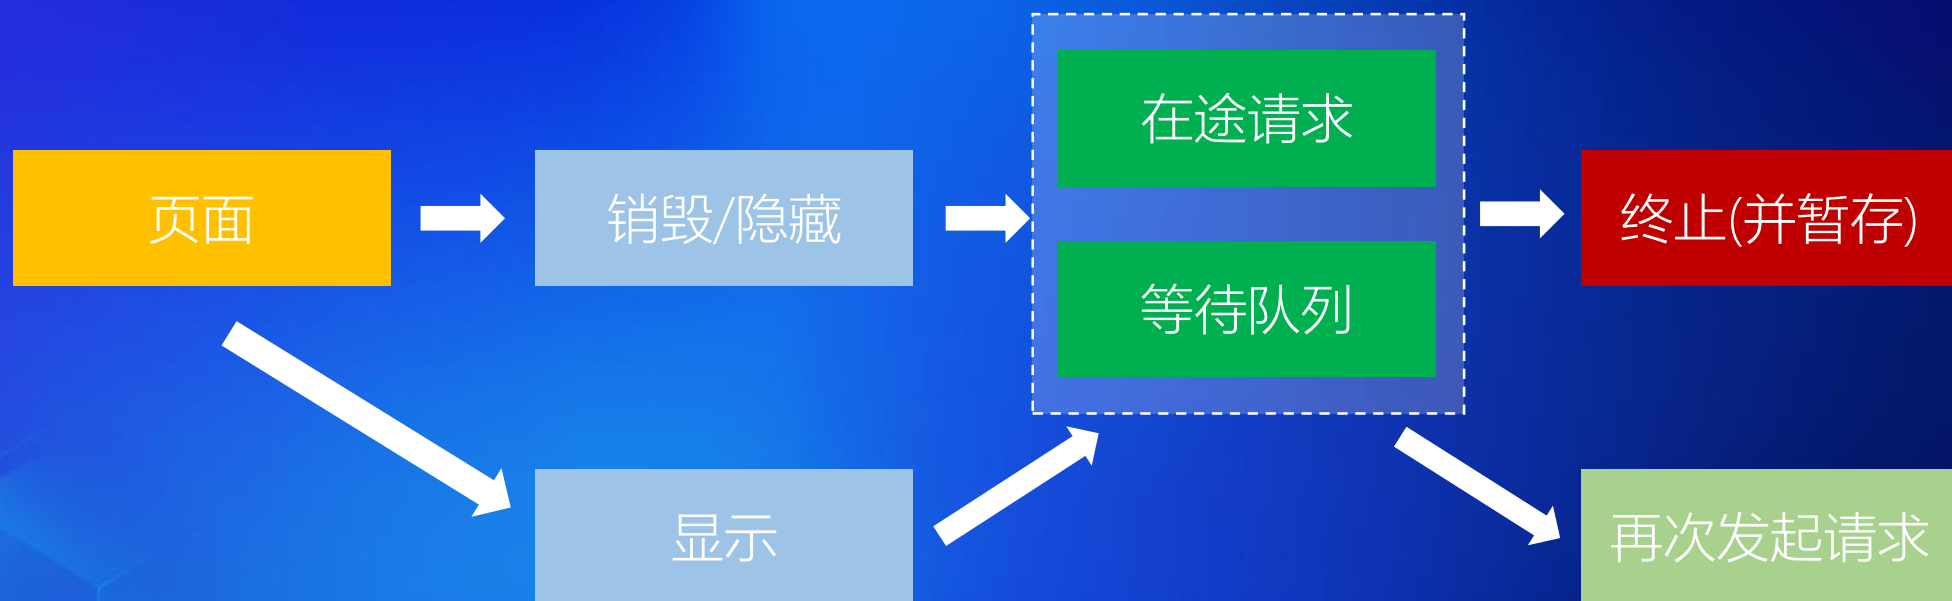 页面
销毁/隐藏
在途请求
等待队列
终止(并暂存)
显示
再次发起请求